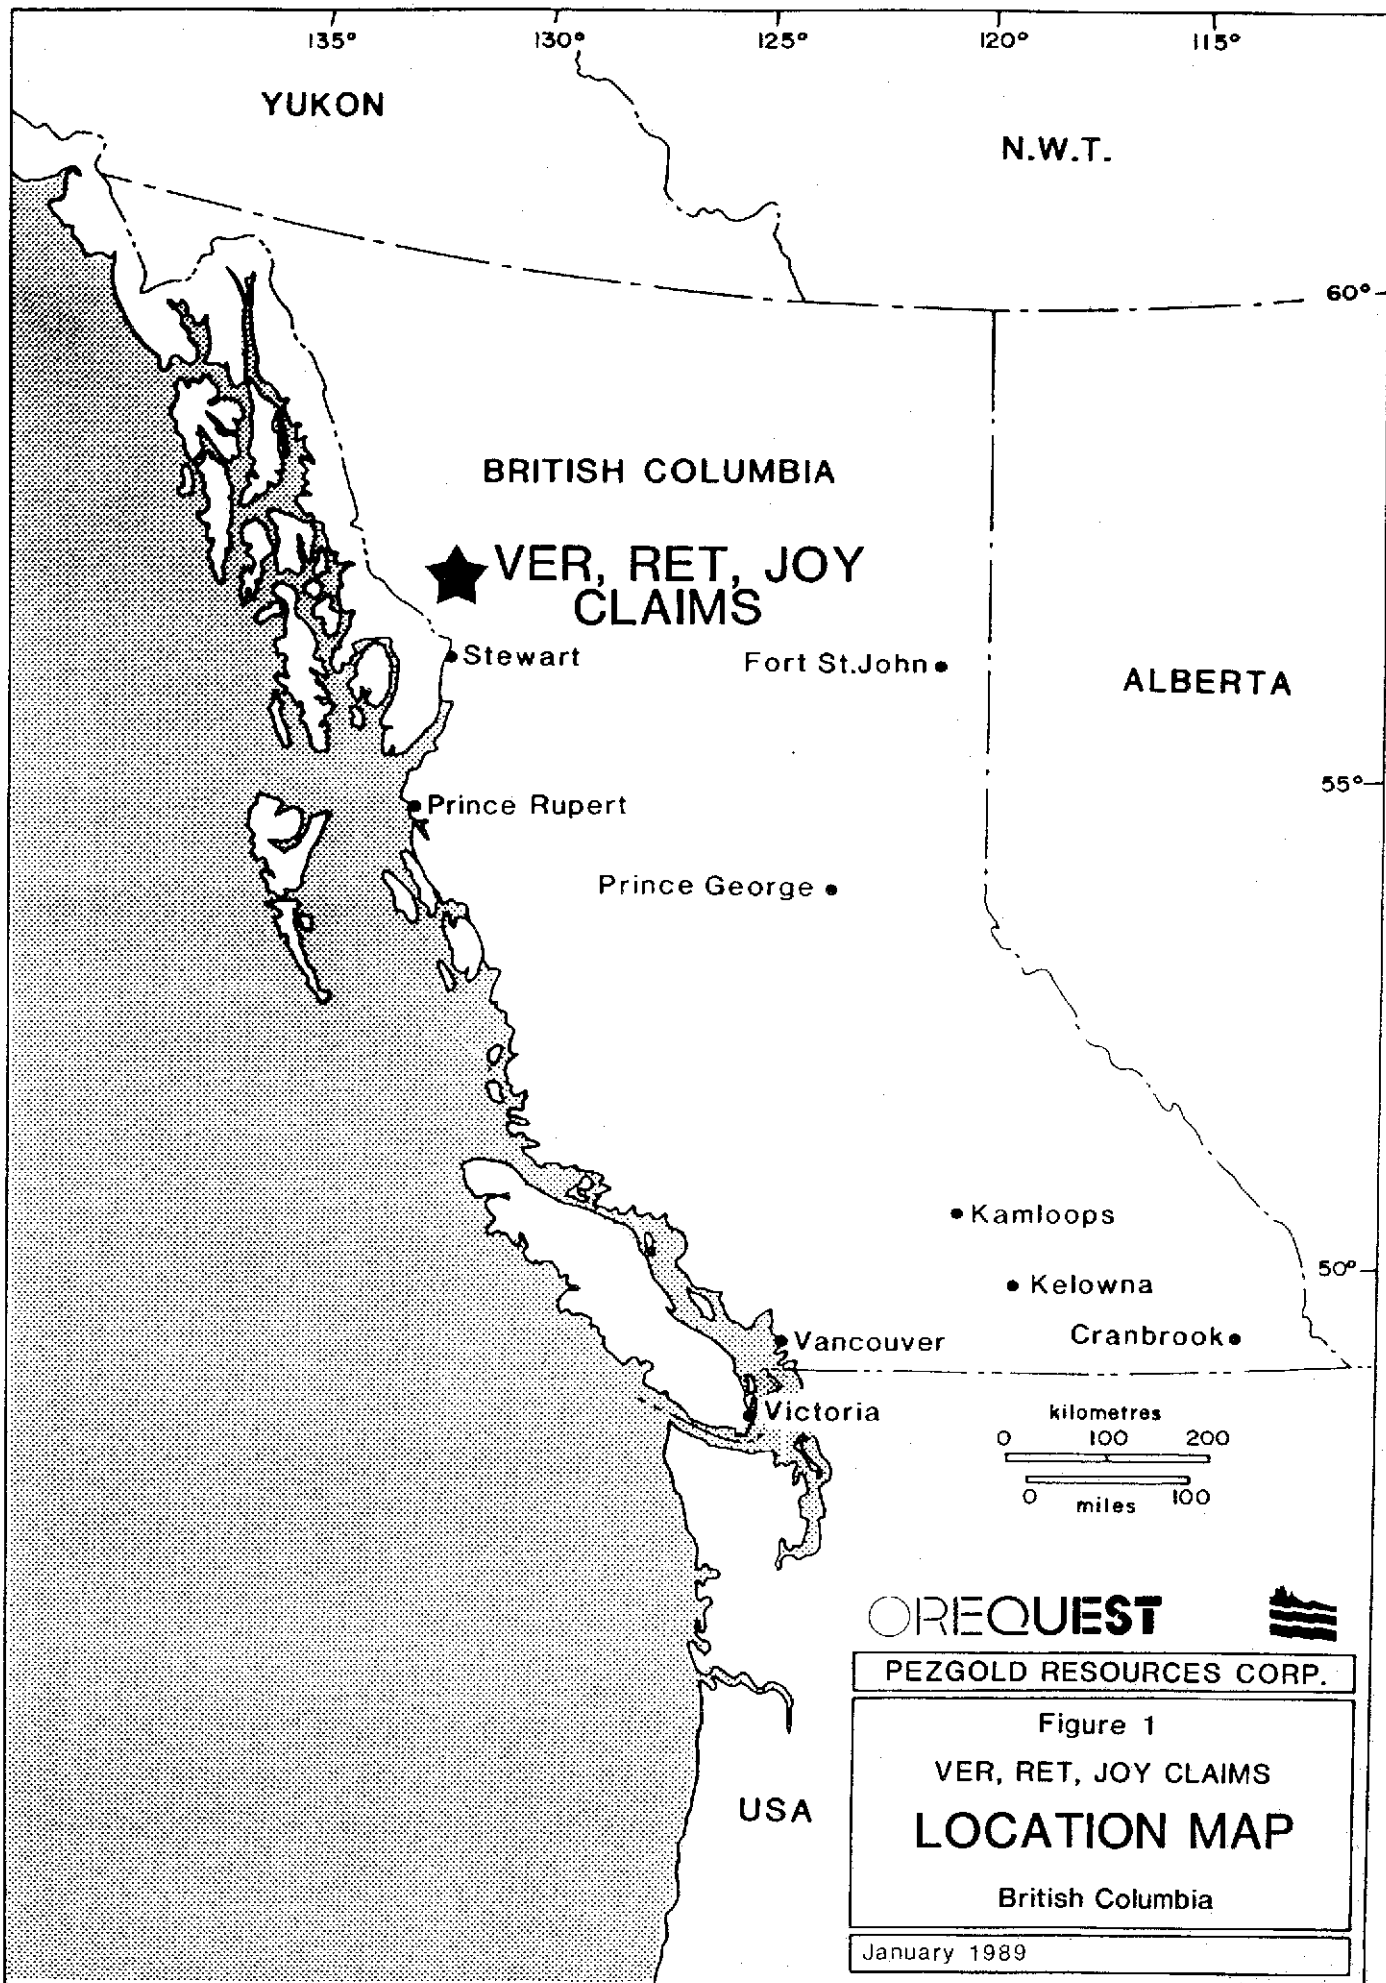 135° 130° 125° 120° 115°
YUKON
N.W.T.
60°
BRITISH COLUMBIA
VER, RET, JOY
CLAIMS
Stewart
Fort St.John
ALBERTA
55°
Prince Rupert
Prince George
Kamloops
50°
Kelowna
Cranbrook
Vancouver
Victoria
kilometres
0 100 200
0 miles 100
OREQUEST
PEZGOLD RESOURCES CORP.
Figure 1
VER, RET, JOY CLAIMS
USA
LOCATION MAP
British Columbia
January 1989